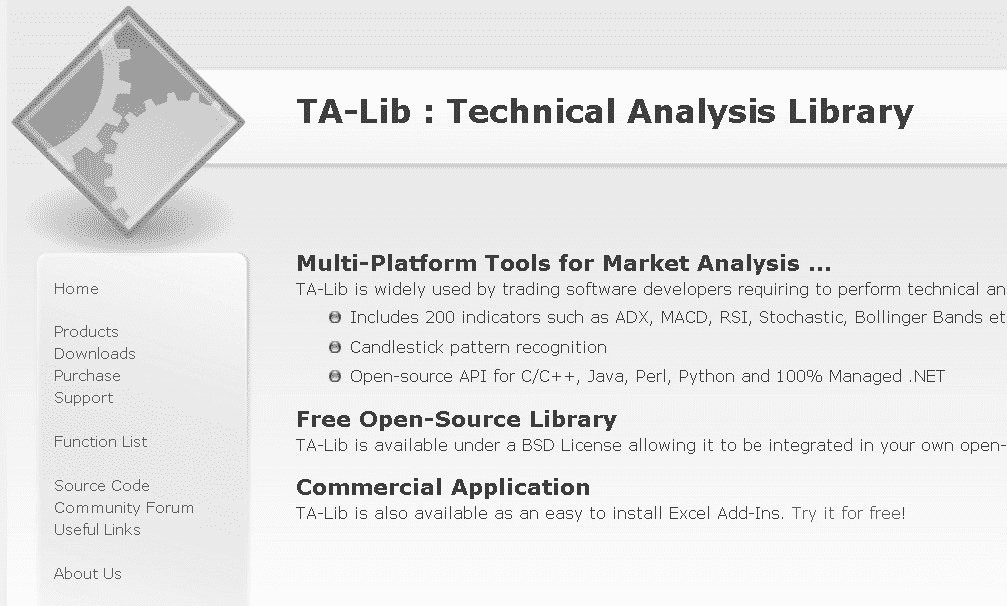 TA-Lib : Technical Analysis Library
Home
Products
Downloads
Purchase
Support
Function List
Source Code
Community Forum
Useful Links
About Us
Multi-Platform Tools for Market Analysis ...
TA-Lib is widely used by trading software developers requiring to perform technical an
Includes 200 indicators such as ADX, MACD, RSI, Stochastic, Bollinger Bands et
Candlestick pattern recognition
Open-source API for C/C++, Java, Perl, Python and 100% Managed .NET
Free Open-Source Library
TA-Lib is available under a BSD License allowing it to be integrated in your own open-
Commercial Application
TA-Lib is also available as an easy to install Excel Add-Ins. Try it for free!